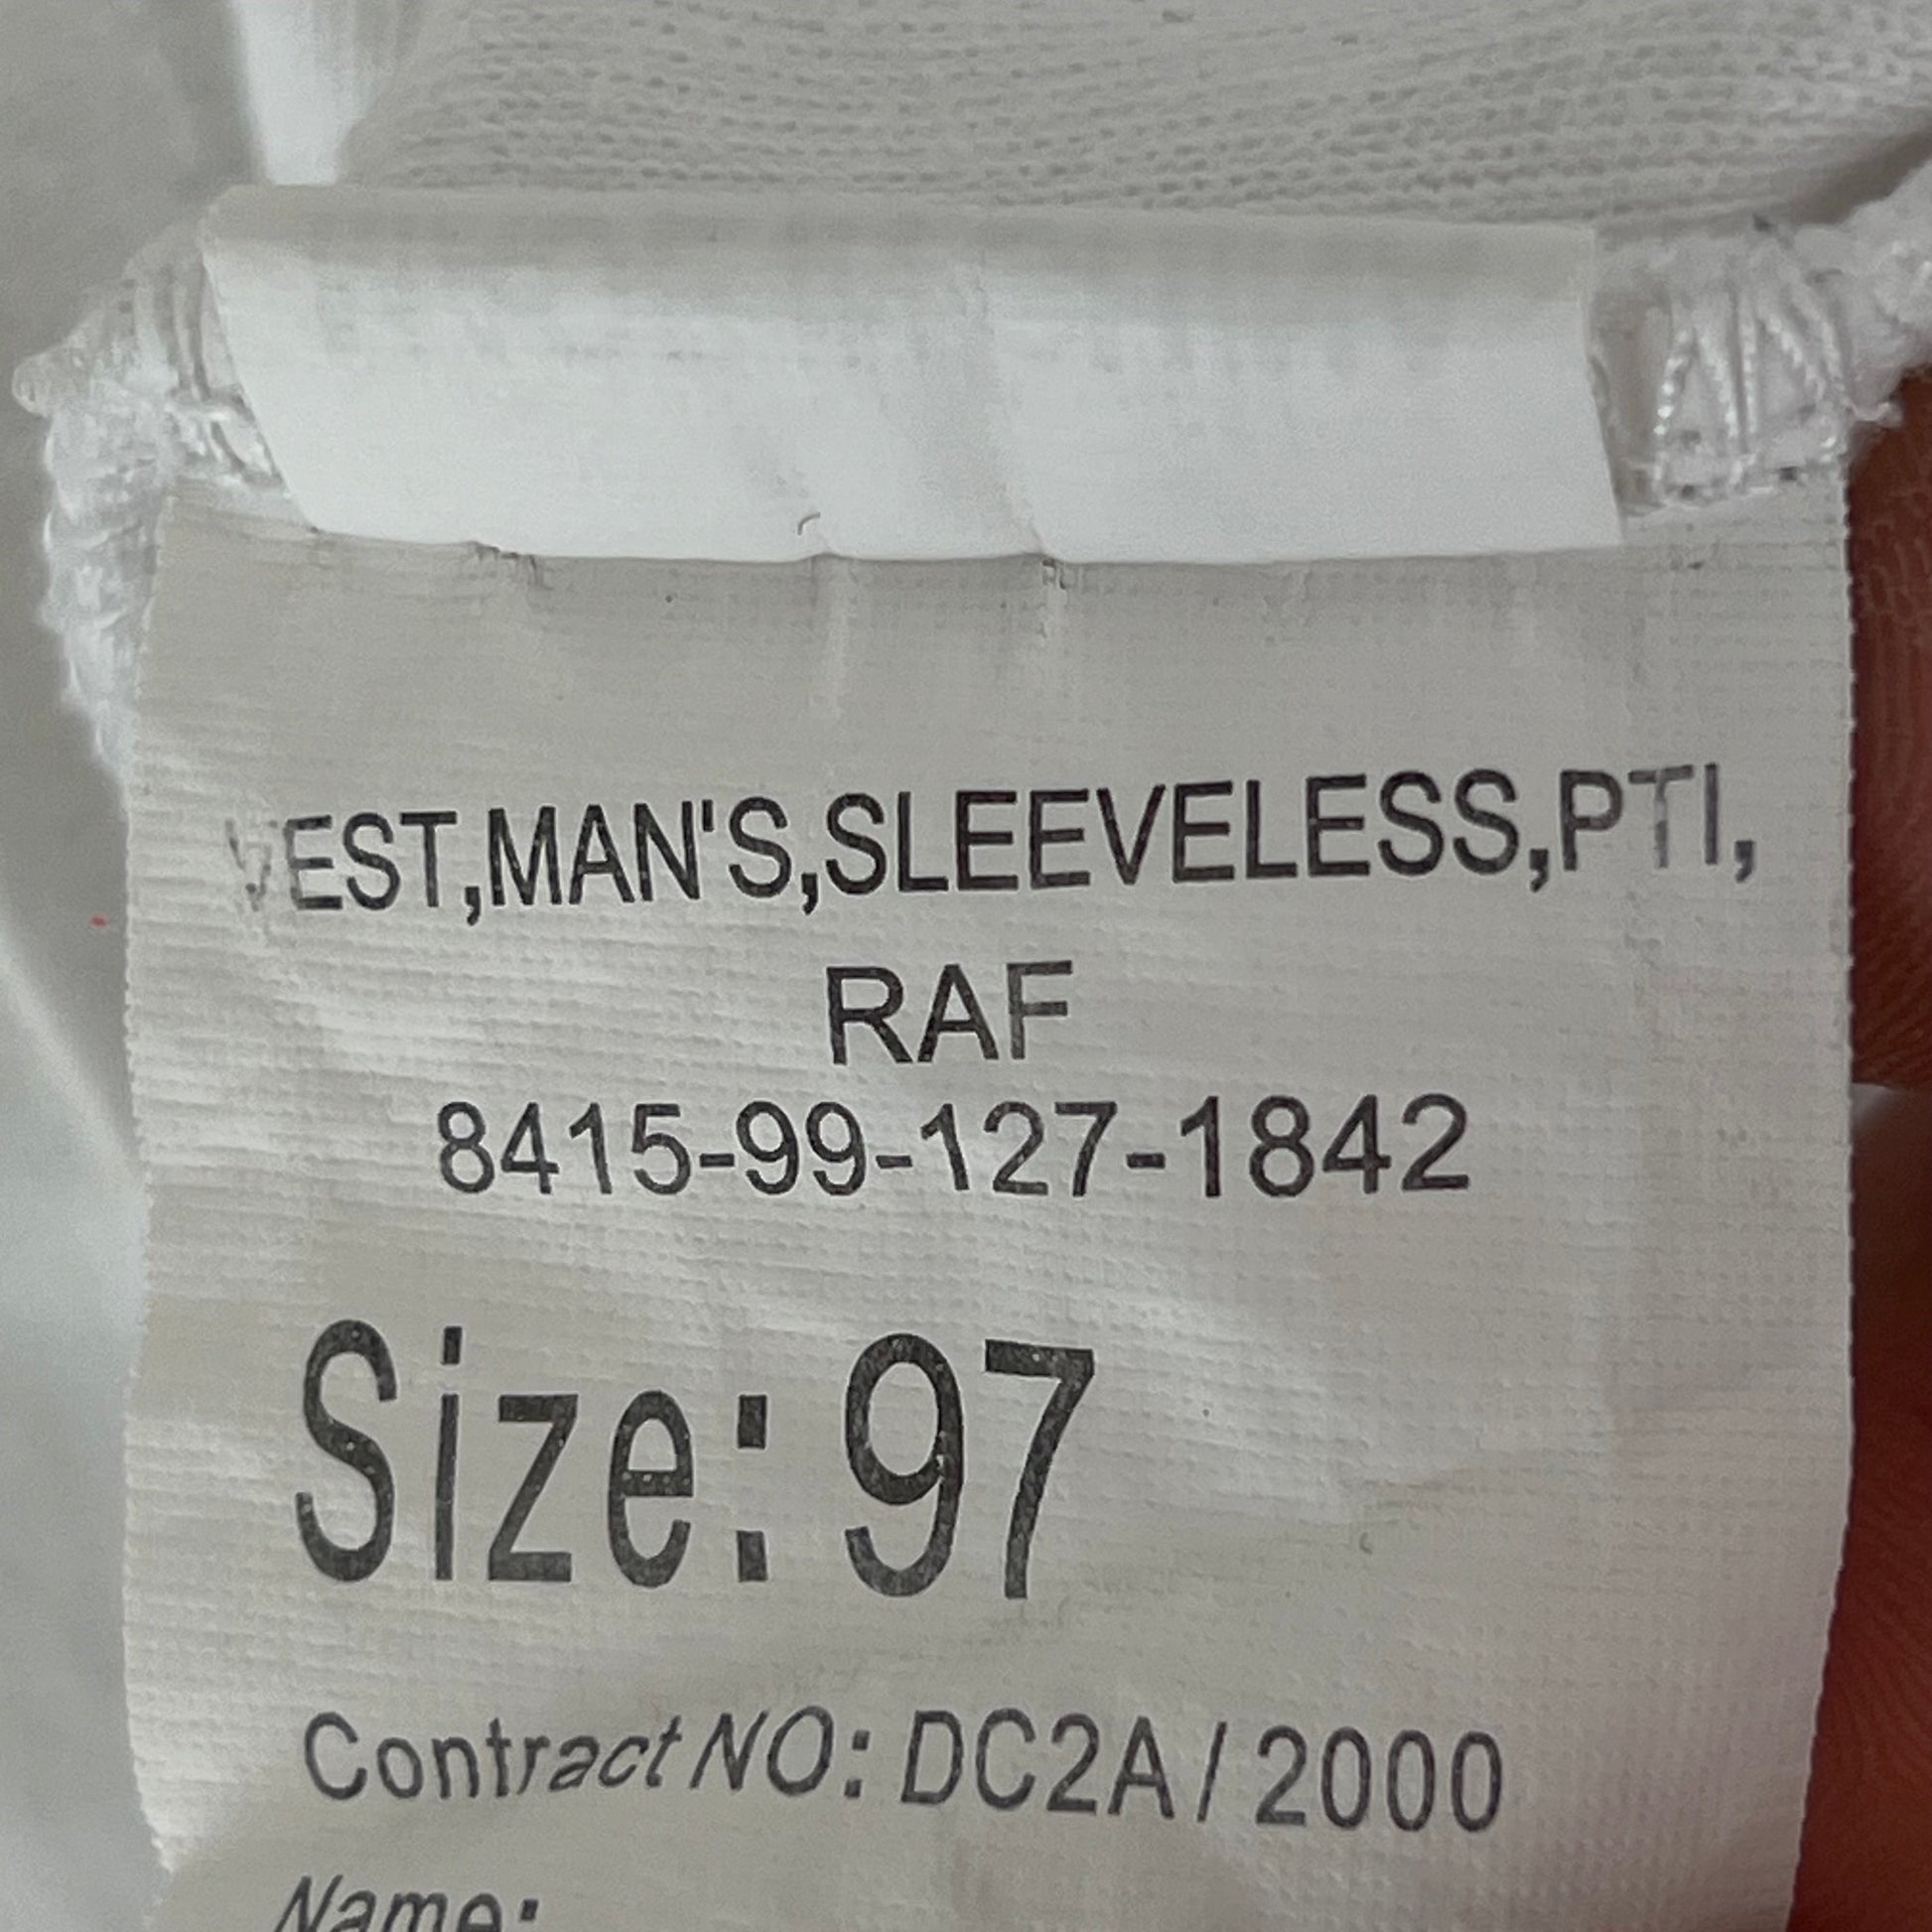 VEST,MAN'S,SLEEVELESS,PTI,
RAF
8415-99-127-1842
Size: 97
Contract NO: DC2A / 2000
Name: